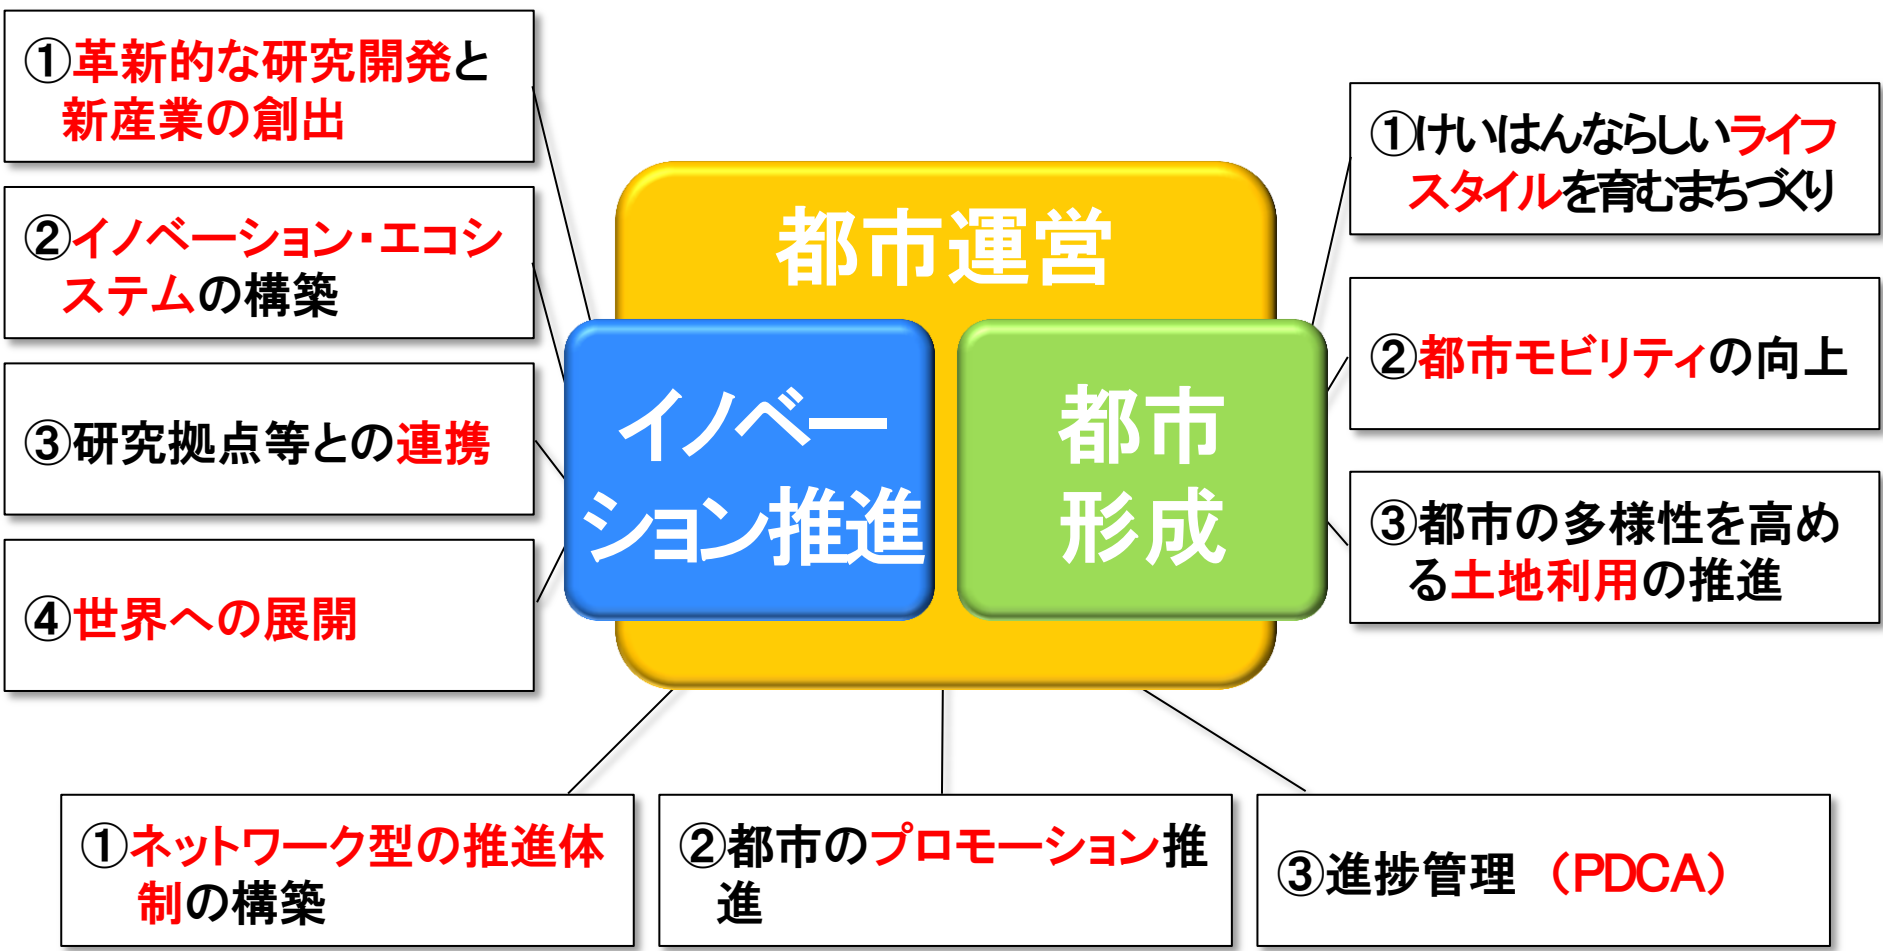 ①革新的な研究開発と
新産業の創出
②イノベーション・エコシ
ステムの構築
③研究拠点等との連携
④世界への展開
都市運営
イノベー
ション推進
都市
形成
①けいはんならしいライフ
スタイルを育むまちづくり
②都市モビリティの向上
③都市の多様性を高め
る土地利用の推進
①ネットワーク型の推進体
制の構築
②都市のプロモーション推
進
③進捗管理（PDCA）